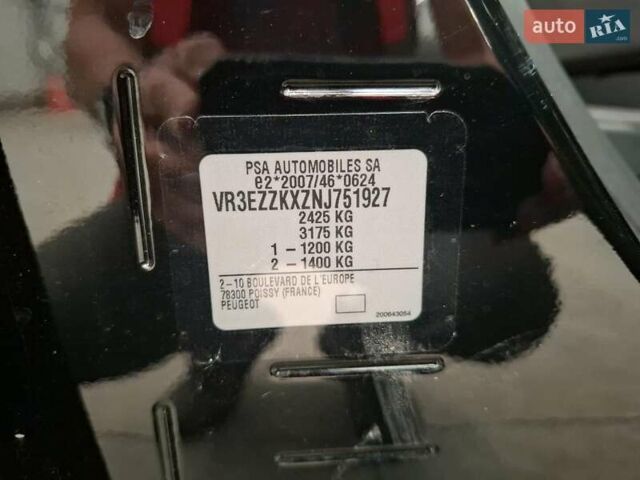 auto RIA
.com
PSA AUTOMOBILES SA
e2*2007/46*0624
VR3EZZKXZNJ751927
2425 KG
3175 KG
1 – 1200 KG
2 – 1400 KG
2-10 BOULEVARD DE L'EUROPE
78300 POISSY (FRANCE)
PEUGEOT
200643054